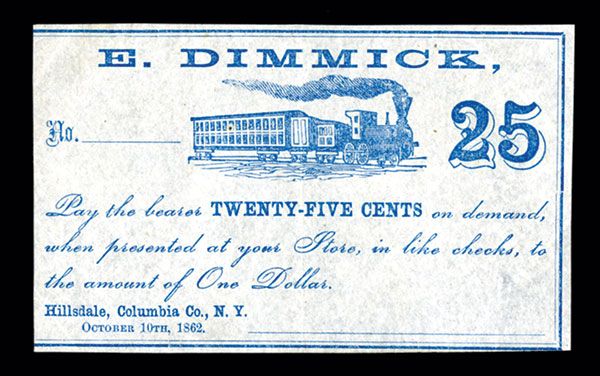 E. DIMMICK,
No.
25
Pay the bearer TWENTY-FIVE CENTS on demand,
when presented at your Store, in like checks, to
the amount of One Dollar.
Hillsdale, Columbia Co., N. Y.
OCTOBER 10TH, 1862.